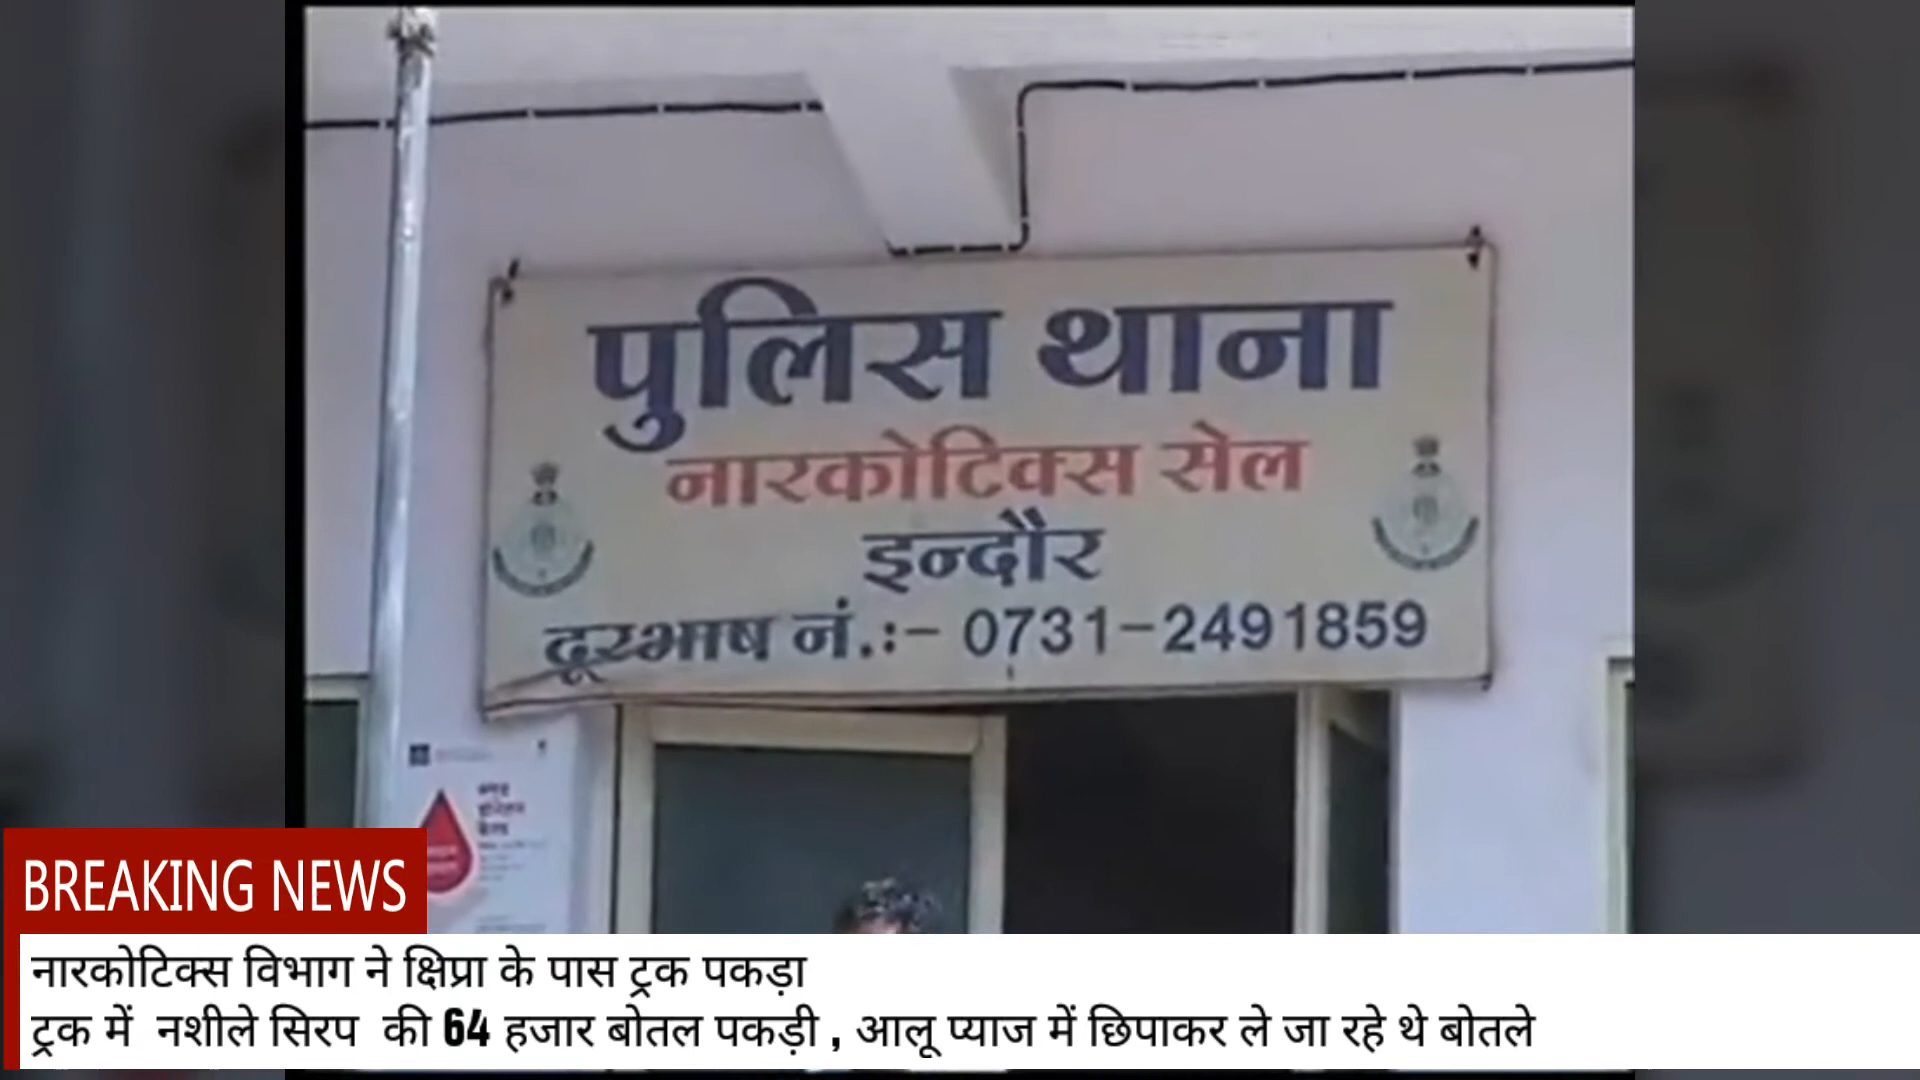 पुलिस थाना
नारकोटिक्स सेल
इन्दौर
दूरभाष नं.:- 0731-2491859
BREAKING NEWS
नारकोटिक्स विभाग ने क्षिप्रा के पास ट्रक पकड़ा
ट्रक में नशीले सिरप की 64 हजार बोतल पकड़ी , आलू प्याज में छिपाकर ले जा रहे थे बोतले